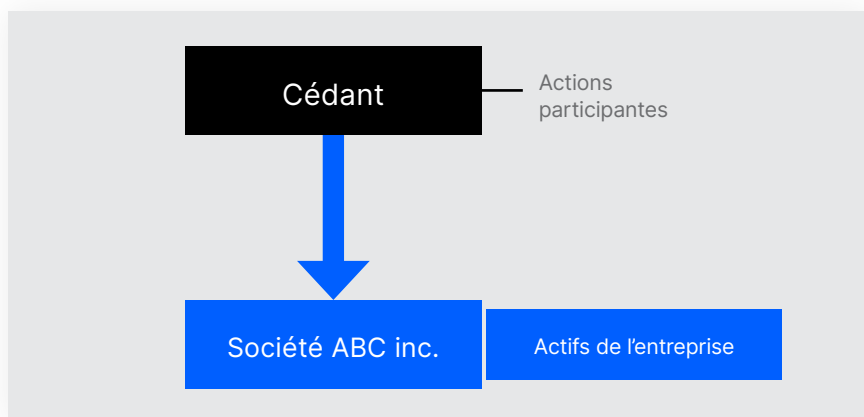 Cédant
Actions
participantes
Société ABC inc.
Actifs de l’entreprise